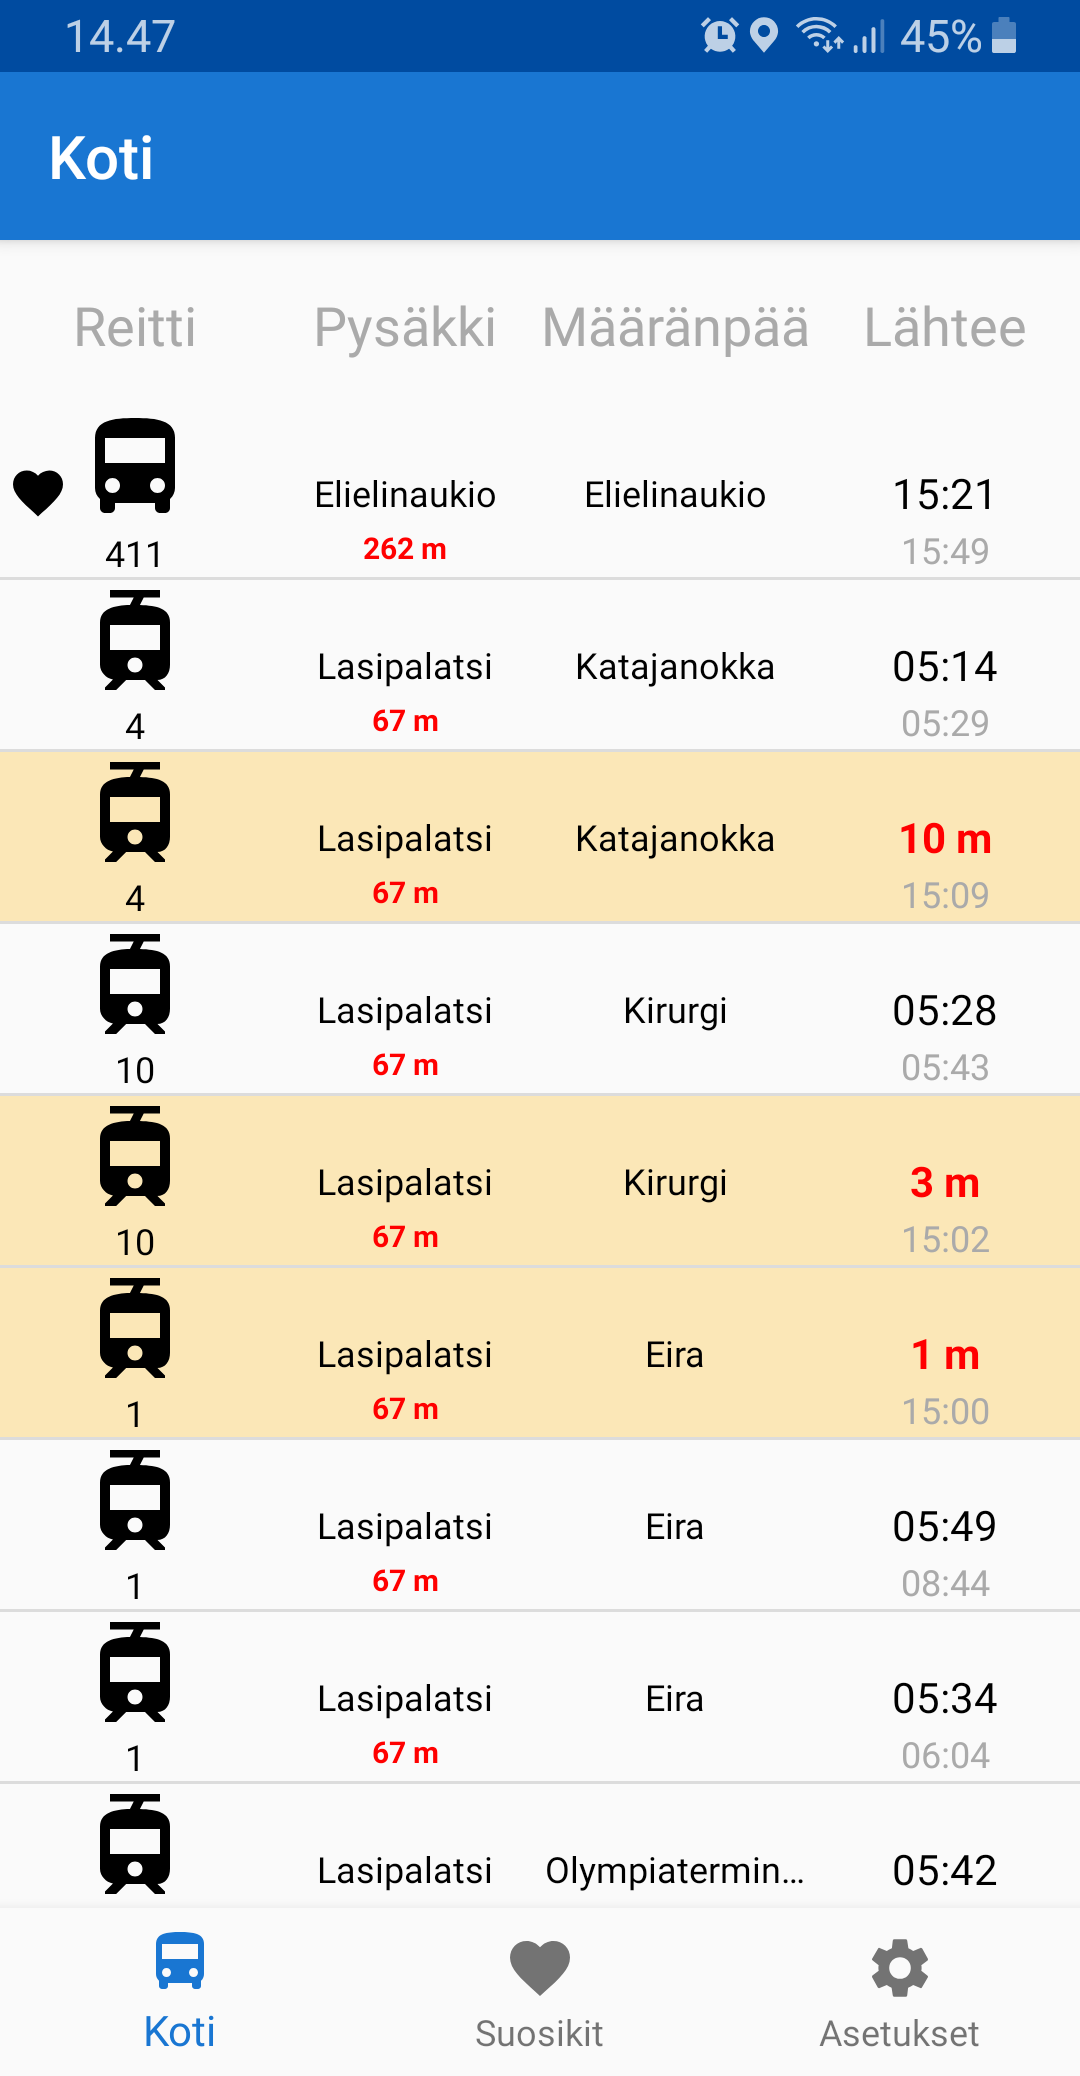 14.47 45%
Koti
Reitti Pysäkki Määränpää Lähtee
Elielinaukio Elielinaukio 15:21
411 262 m 15:49
Lasipalatsi Katajanokka 05:14
4 67 m 05:29
Lasipalatsi Katajanokka 10 m
4 67 m 15:09
Lasipalatsi Kirurgi 05:28
10 67 m 05:43
Lasipalatsi Kirurgi 3 m
10 67 m 15:02
Lasipalatsi Eira 1 m
1 67 m 15:00
Lasipalatsi Eira 05:49
1 67 m 08:44
Lasipalatsi Eira 05:34
1 67 m 06:04
Lasipalatsi Olympiatermin... 05:42
Koti Suosikit Asetukset